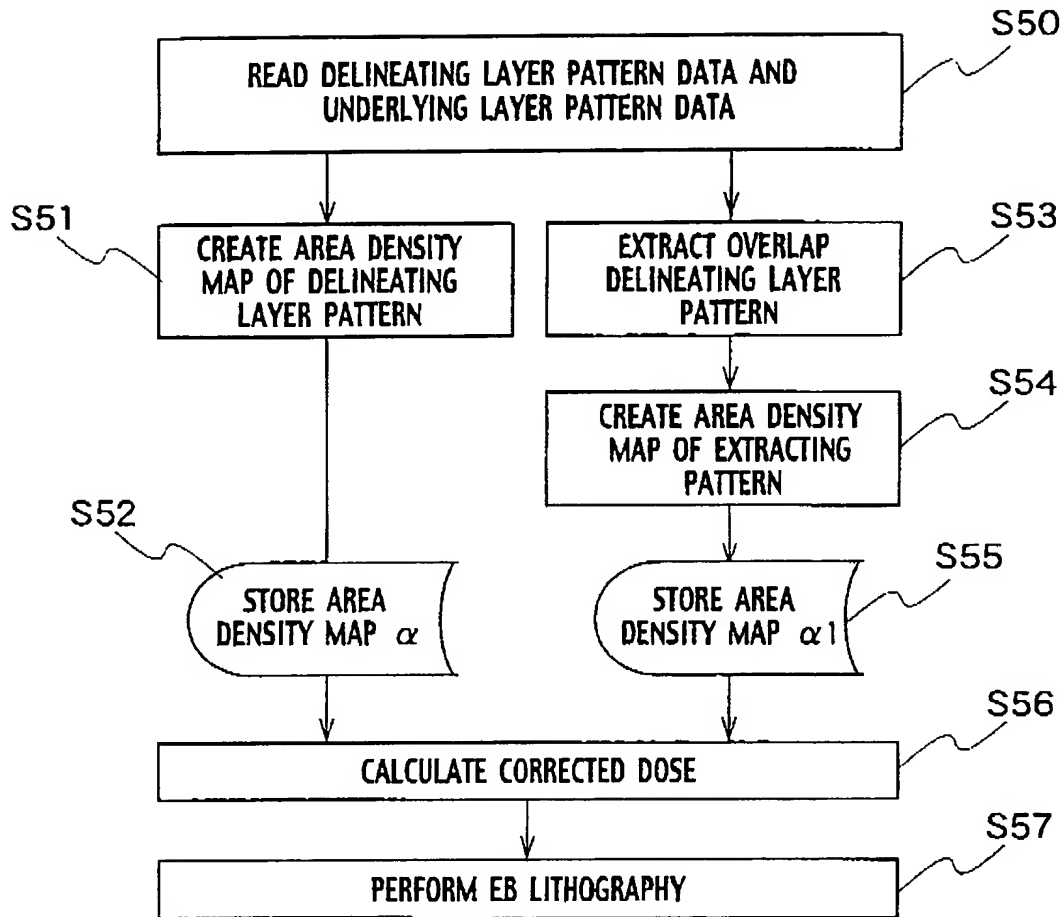 S50
READ DELINEATING LAYER PATTERN DATA AND
UNDERLYING LAYER PATTERN DATA
S51
CREATE AREA DENSITY
MAP OF DELINEATING
LAYER PATTERN
S53
EXTRACT OVERLAP
DELINEATING LAYER
PATTERN
S54
CREATE AREA DENSITY
MAP OF EXTRACTING
PATTERN
S52
STORE AREA
DENSITY MAP α
S55
STORE AREA
DENSITY MAP α1
S56
CALCULATE CORRECTED DOSE
S57
PERFORM EB LITHOGRAPHY